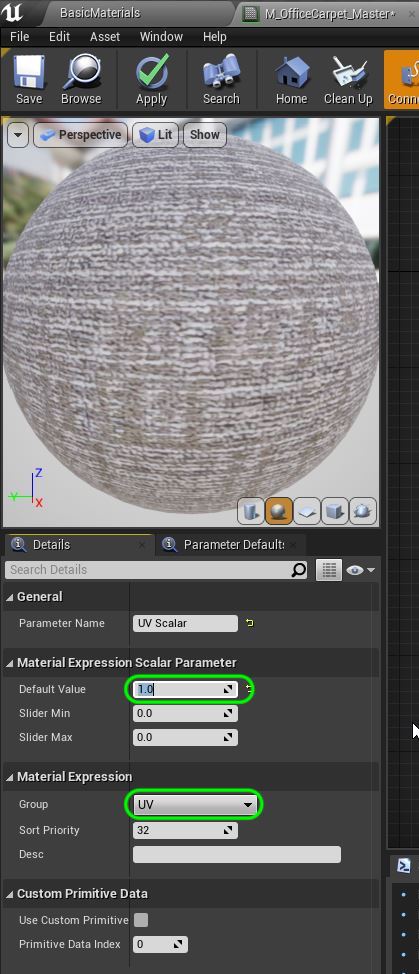 BasicMaterials M_OfficeCarpet_Master*
File Edit Asset Window Help
Save Browse Apply Search Home Clean Up Conn
Perspective Lit Show
Z
Y
X
Details Parameter Defaults
Search Details
General
Parameter Name UV Scalar
Material Expression Scalar Parameter
Default Value 1.0
Slider Min 0.0
Slider Max 0.0
Material Expression
Group UV
Sort Priority 32
Desc
Custom Primitive Data
Use Custom Primitive
Primitive Data Index 0